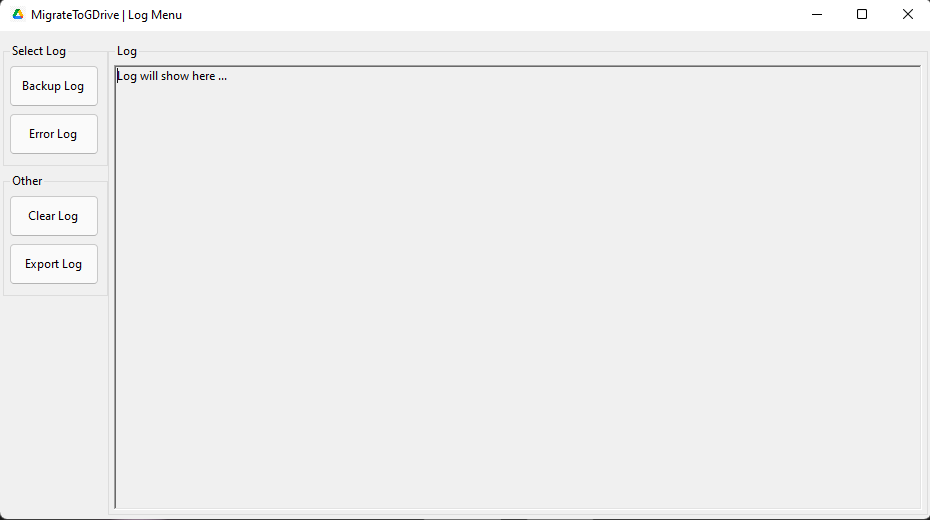 MigrateToGDrive | Log Menu
Select Log
Backup Log
Error Log
Other
Clear Log
Export Log
Log
Log will show here ...